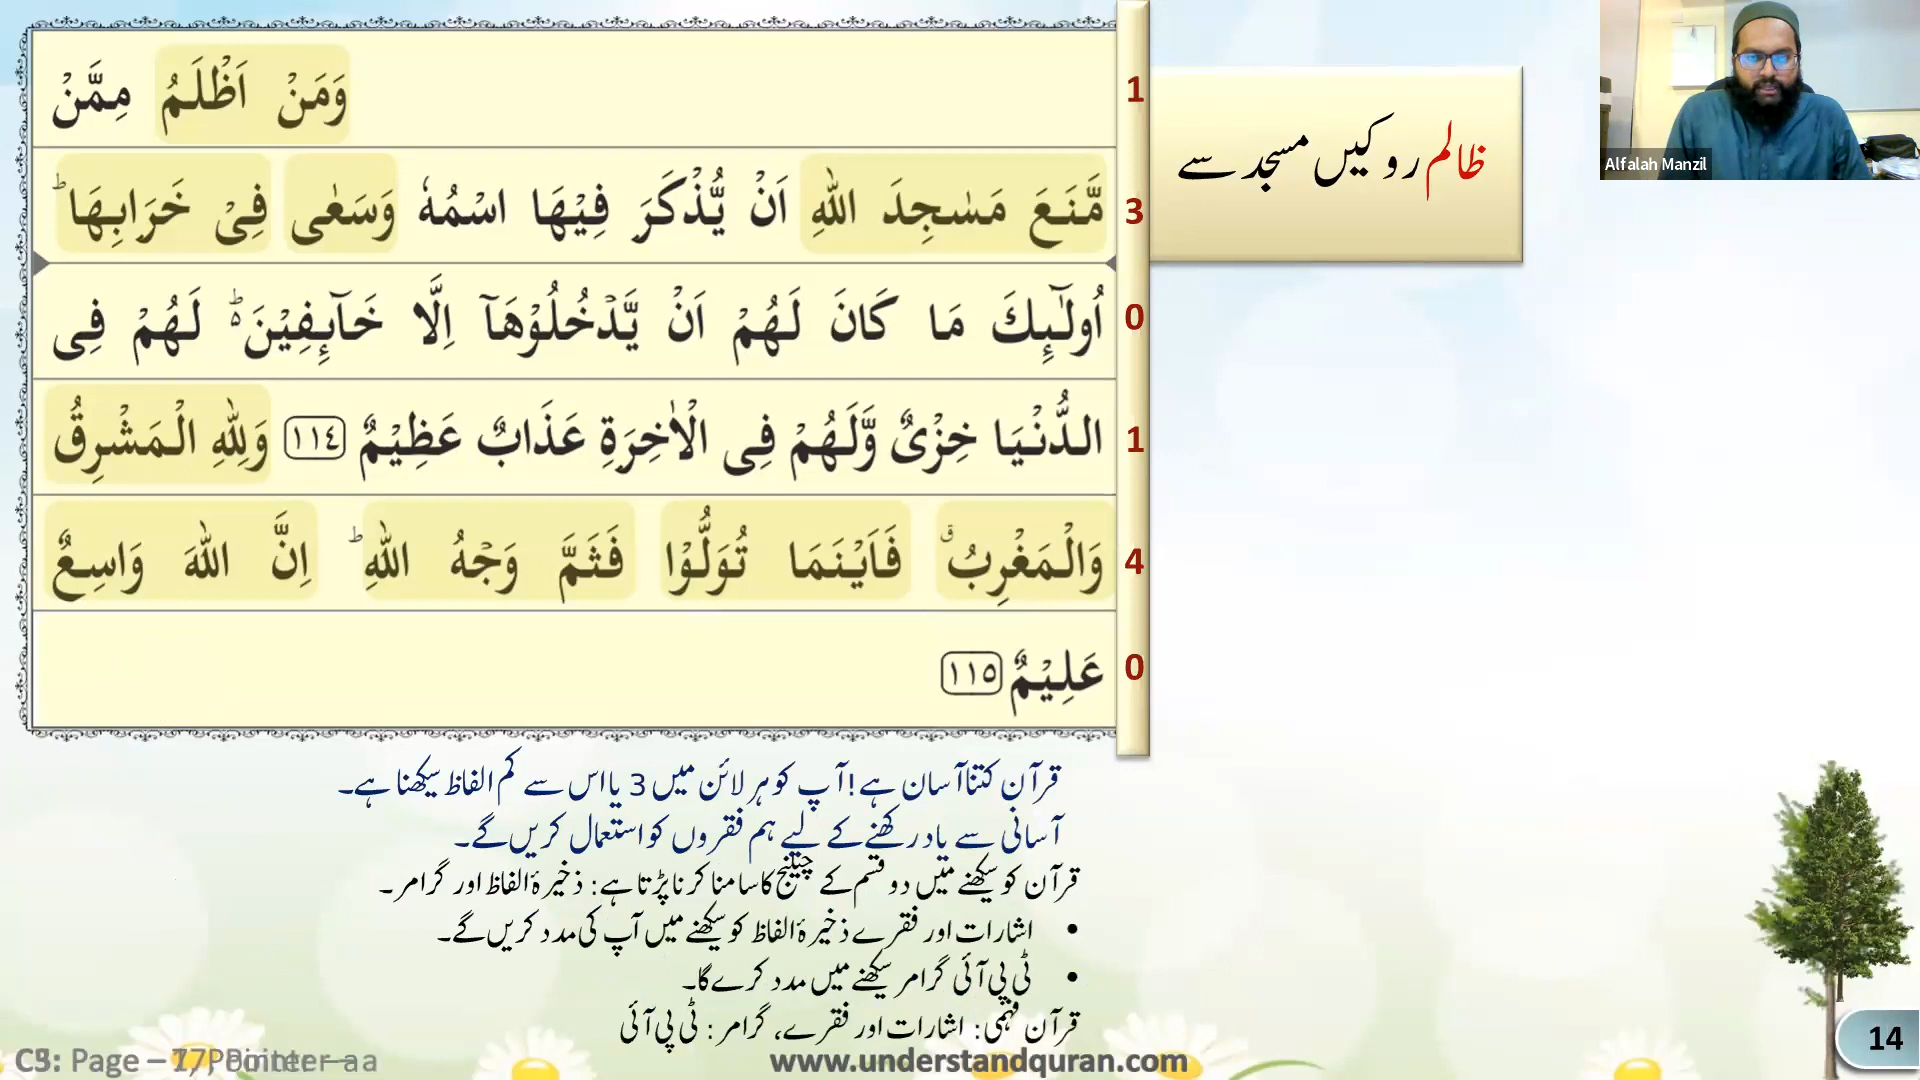 وَمَنْ اَظْلَمُ مِمَّنْ
مَّنَعَ مَسٰجِدَ اللّٰهِ اَنْ يُّذْكَرَ فِيْهَا اسْمُهٗ وَسَعٰى فِىْ خَرَابِهَا ؕ
اُولٰٓٮِٕكَ مَا كَانَ لَهُمْ اَنْ يَّدْخُلُوْهَاۤ اِلَّا خَآٮِٕفِيْنَ ؕ۬ لَهُمْ فِى
الدُّنْيَا خِزْىٌ وَّلَهُمْ فِى الْاٰخِرَةِ عَذَابٌ عَظِيْمٌ ١١٤ وَلِلّٰهِ الْمَشْرِقُ
وَالْمَغْرِبُ ۚ فَاَيْنَمَا تُوَلُّوْا فَثَمَّ وَجْهُ اللّٰهِ ؕ اِنَّ اللّٰهَ وَاسِعٌ
عَلِيْمٌ ١١٥
1
3
0
1
4
0
ظالم روکیں مسجد سے
Alfalah Manzil
قرآن کتنا آسان ہے! آپ کو ہر لائن میں 3 یا اس سے کم الفاظ سیکھنا ہے۔
آسانی سے یاد رکھنے کے لیے ہم فقروں کو استعمال کریں گے۔
قرآن کو سیکھنے میں دو قسم کے چیلنج کا سامنا کرنا پڑتا ہے: ذخیرۂ الفاظ اور گرامر۔
• اشارات اور فقرے ذخیرۂ الفاظ کو سیکھنے میں آپ کی مدد کریں گے۔
• ٹی پی آئی گرامر سیکھنے میں مدد کرے گا۔
قرآن فہمی: اشارات اور فقرے، گرامر: ٹی پی آئی
Page – 17, Pointer – a
www.understandquran.com
14